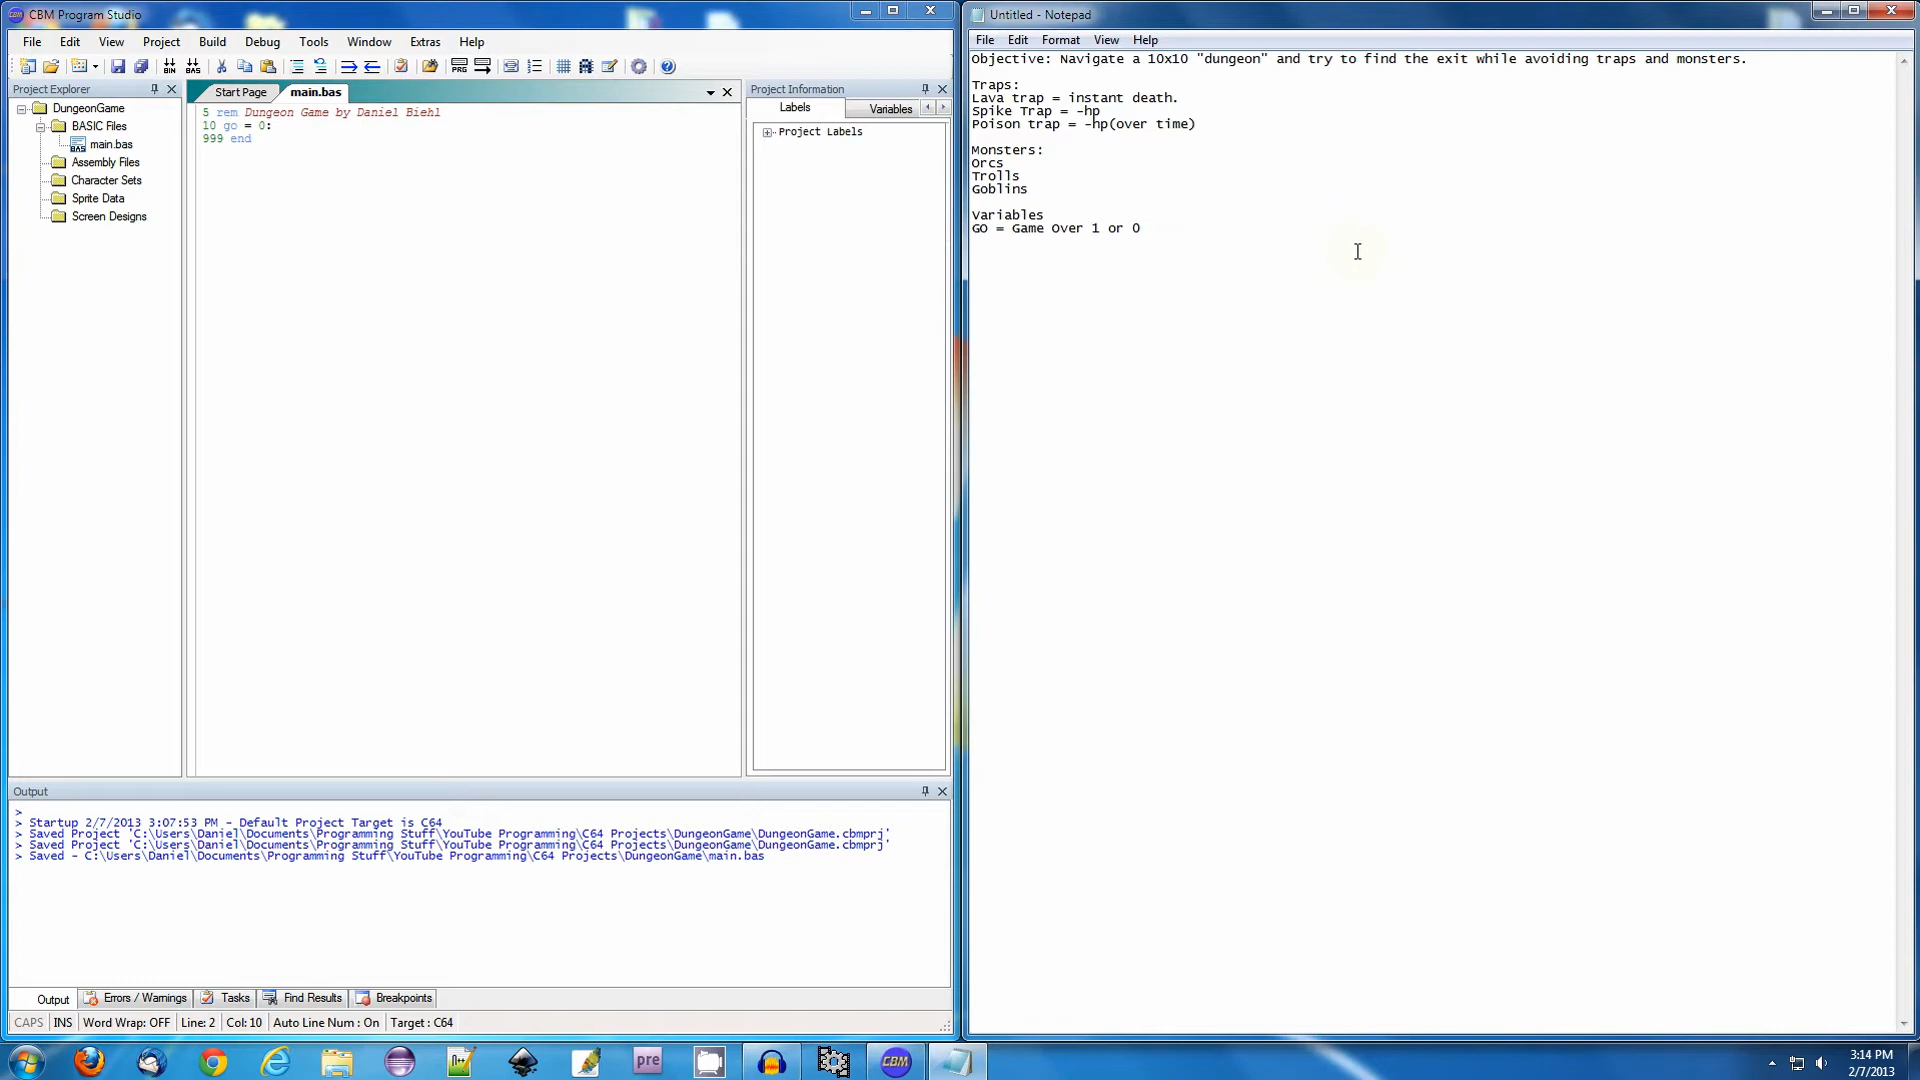 CBM Program Studio
File Edit View Project Build Debug Tools Window Extras Help
Project Explorer
DungeonGame
BASIC Files
main.bas
Assembly Files
Character Sets
Sprite Data
Screen Designs
Start Page main.bas
5 rem Dungeon Game by Daniel Biehl
10 go = 0:
999 end
Project Information
Labels Variables
Project Labels
Output
>
> Startup 2/7/2013 3:07:53 PM - Default Project Target is C64
> Saved Project 'C:\Users\Daniel\Documents\Programming Stuff\YouTube Programming\C64 Projects\DungeonGame\DungeonGame.cbmprj'
> Saved Project 'C:\Users\Daniel\Documents\Programming Stuff\YouTube Programming\C64 Projects\DungeonGame\DungeonGame.cbmprj'
> Saved - C:\Users\Daniel\Documents\Programming Stuff\YouTube Programming\C64 Projects\DungeonGame\main.bas
Output Errors / Warnings Tasks Find Results Breakpoints
CAPS INS Word Wrap: OFF Line: 2 Col: 10 Auto Line Num : On Target : C64
Untitled - Notepad
File Edit Format View Help
Objective: Navigate a 10x10 "dungeon" and try to find the exit while avoiding traps and monsters.
Traps:
Lava trap = instant death.
Spike Trap = -hp
Poison trap = -hp(over time)
Monsters:
Orcs
Trolls
Goblins
Variables
GO = Game Over 1 or 0
pre
CBM
3:14 PM
2/7/2013